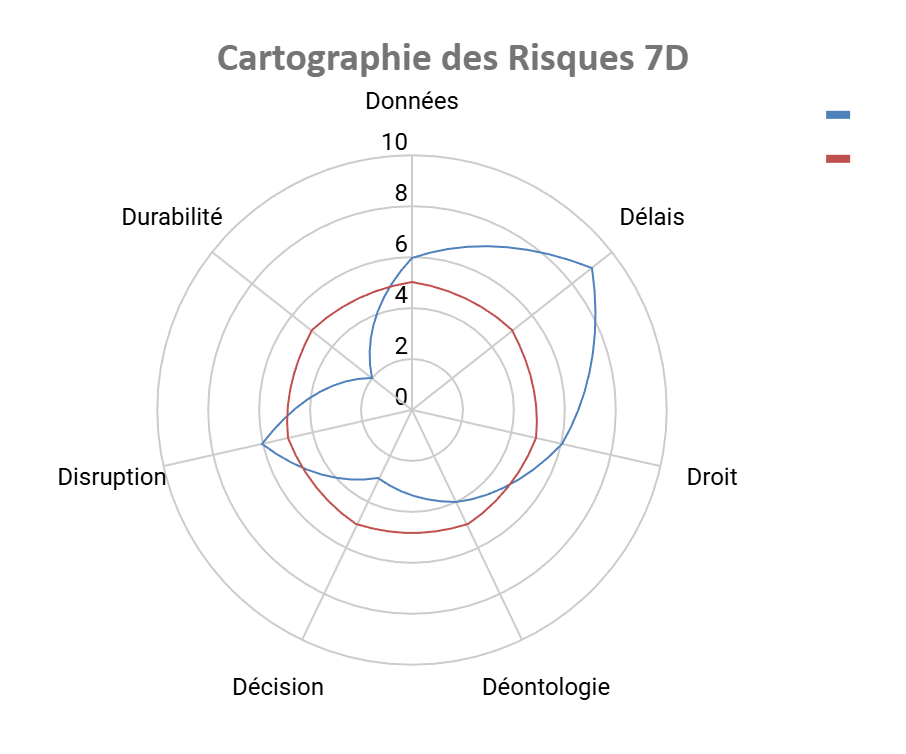 Cartographie des Risques 7D
Données
10
8
6
4
2
0
Durabilité
Délais
Disruption
Droit
Décision
Déontologie